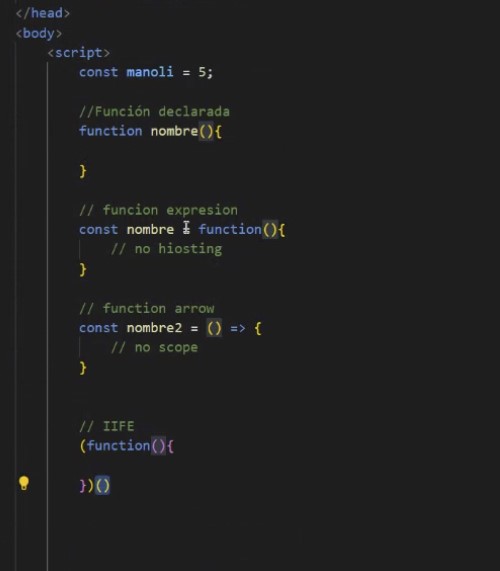 </head>
<body>
<script>
const manoli = 5;
//Función declarada
function nombre(){
}
// funcion expresion
const nombre = function(){
// no hiosting
}
// function arrow
const nombre2 = () => {
// no scope
}
// IIFE
(function(){
})()